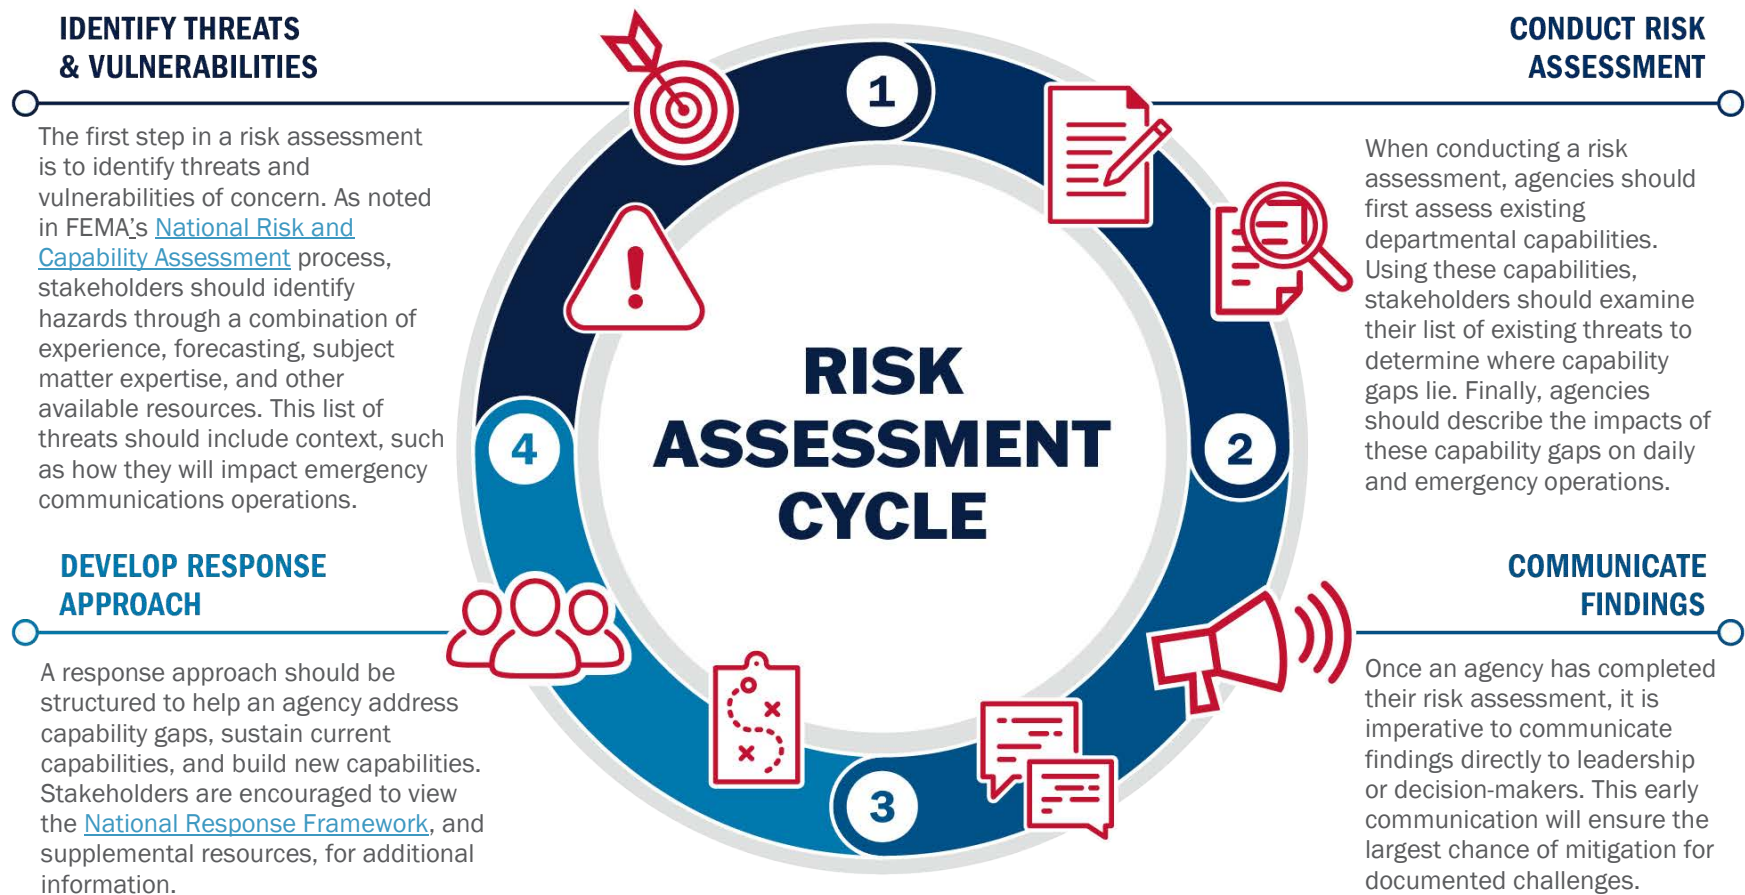 IDENTIFY THREATS
& VULNERABILITIES
The first step in a risk assessment
is to identify threats and
vulnerabilities of concern. As noted
in FEMA's National Risk and
Capability Assessment process,
stakeholders should identify
hazards through a combination of
experience, forecasting, subject
matter expertise, and other
available resources. This list of
threats should include context, such
as how they will impact emergency
communications operations.
CONDUCT RISK
ASSESSMENT
When conducting a risk
assessment, agencies should
first assess existing
departmental capabilities.
Using these capabilities,
stakeholders should examine
their list of existing threats to
determine where capability
gaps lie. Finally, agencies
should describe the impacts of
these capability gaps on daily
and emergency operations.
1
2
3
4
RISK
ASSESSMENT
CYCLE
COMMUNICATE
FINDINGS
Once an agency has completed
their risk assessment, it is
imperative to communicate
findings directly to leadership
or decision-makers. This early
communication will ensure the
largest chance of mitigation for
documented challenges.
DEVELOP RESPONSE
APPROACH
A response approach should be
structured to help an agency address
capability gaps, sustain current
capabilities, and build new capabilities.
Stakeholders are encouraged to view
the National Response Framework, and
supplemental resources, for additional
information.